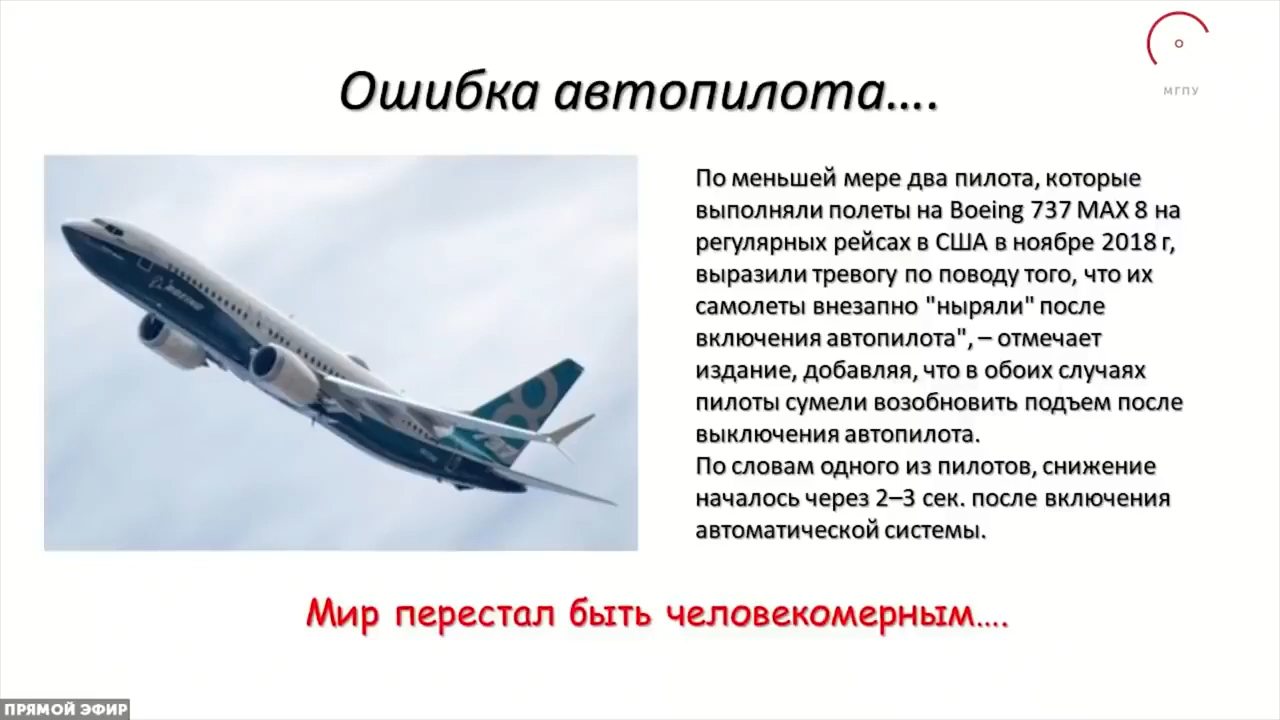 МГПУ
Ошибка автопилота....
По меньшей мере два пилота, которые
выполняли полеты на Boeing 737 MAX 8 на
регулярных рейсах в США в ноябре 2018 г,
выразили тревогу по поводу того, что их
самолеты внезапно "ныряли" после
включения автопилота", – отмечает
издание, добавляя, что в обоих случаях
пилоты сумели возобновить подъем после
выключения автопилота.
По словам одного из пилотов, снижение
началось через 2–3 сек. после включения
автоматической системы.
BOEING
Мир перестал быть человекомерным....
ПРЯМОЙ ЭФИР